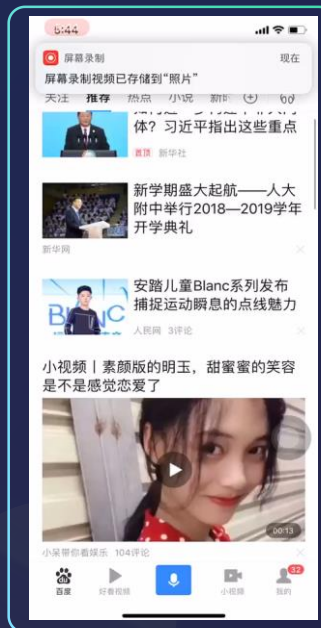 5:44
屏幕录制
现在
屏幕录制视频已存储到“照片”
关注 推荐 热点 小说
体？习近平指出这些重点
置顶 新华社
新学期盛大起航——人大
附中举行2018—2019学年
开学典礼
新华网
安踏儿童Blanc系列发布
捕捉运动瞬息的点线魅力
BLANC
人民网 3评论
小视频丨素颜版的明玉，甜蜜蜜的笑容
是不是感觉恋爱了
00:13
小呆带你看娱乐 104评论
du
32
百度 好看视频 小视频 我的